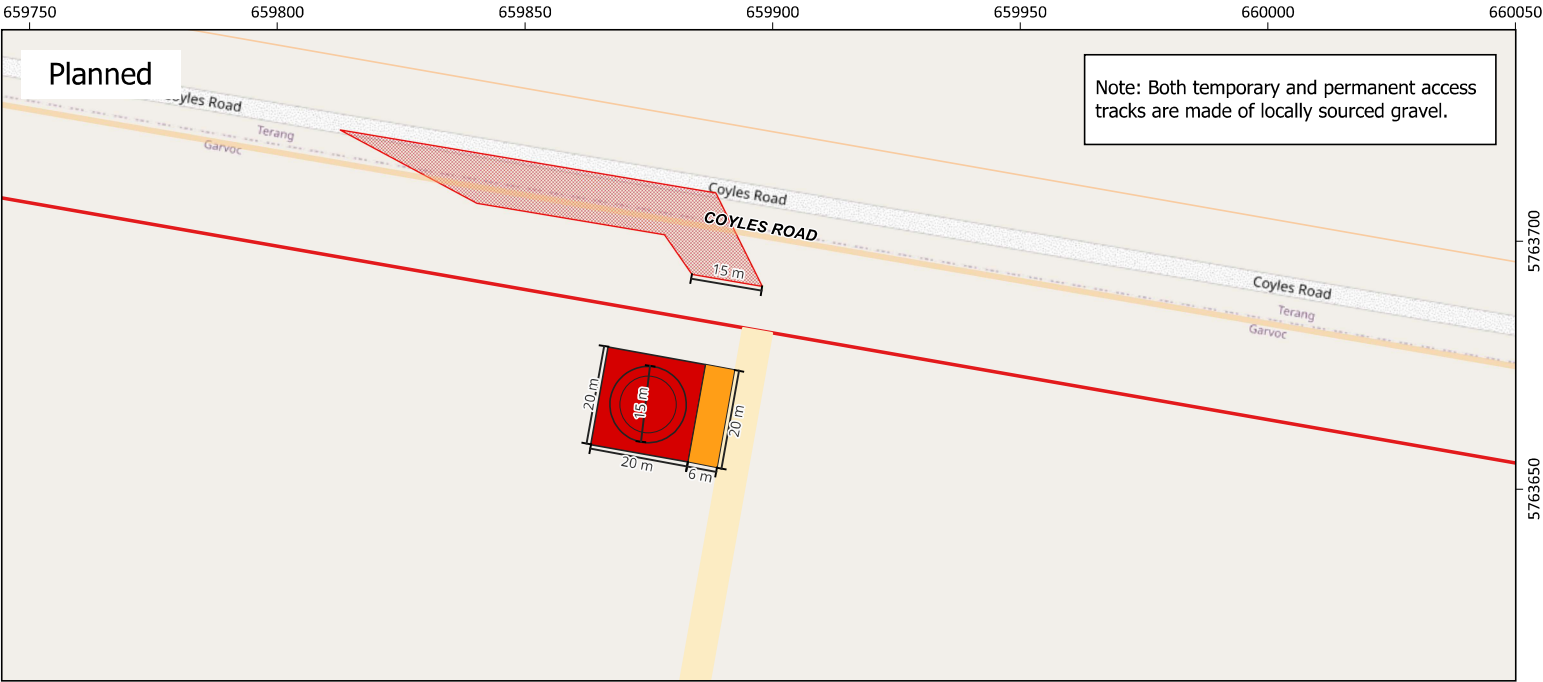 659750 659800 659850 659900 659950 660000 660050
Planned
Note: Both temporary and permanent access
tracks are made of locally sourced gravel.
oyles Road
Terang
Garvoc
Coyles Road
COYLES ROAD
5763700
15 m
Coyles Road
Terang
Garvoc
20 m
15 m
20 m
20 m
6 m
5763650